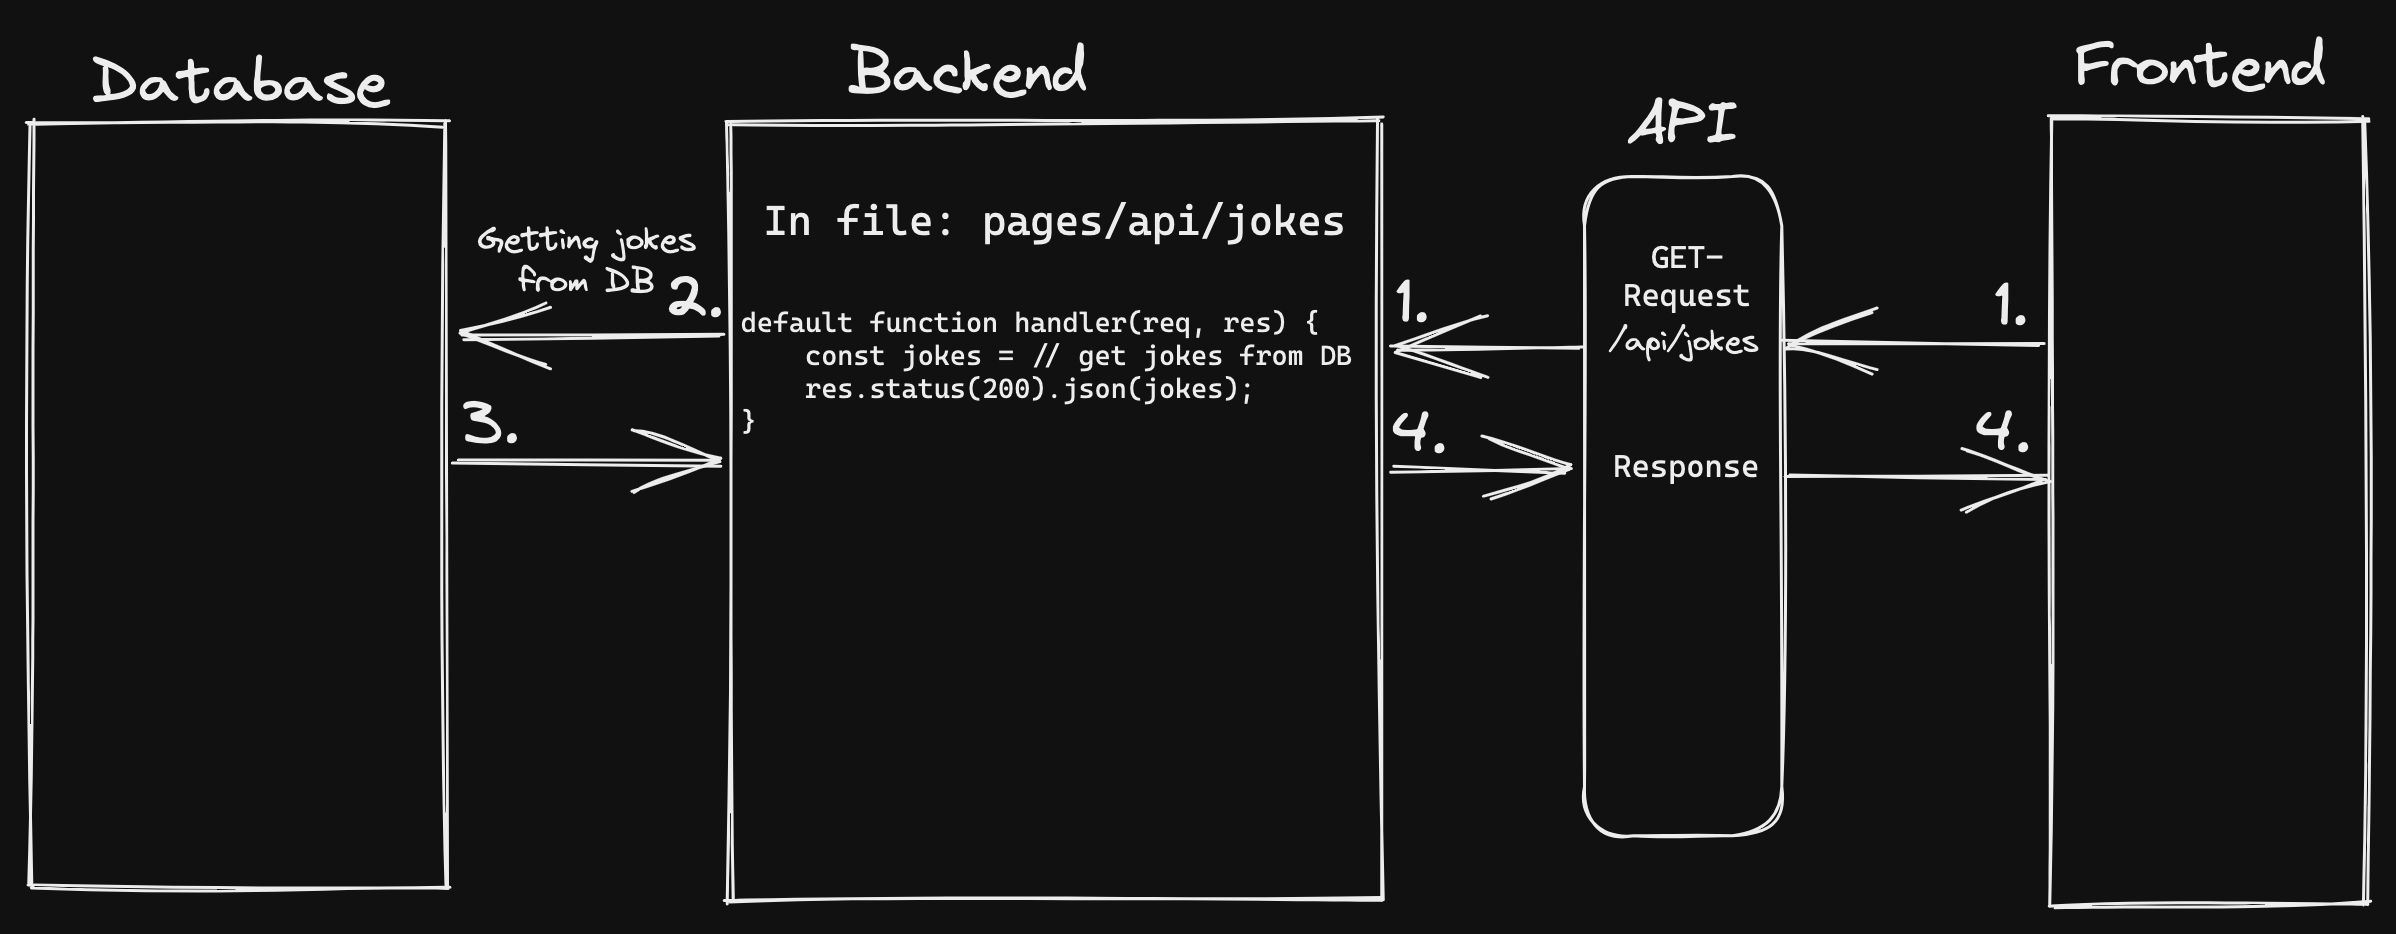 Database
Backend
API
Frontend
Getting jokes
from DB
2.
3.
In file: pages/api/jokes
default function handler(req, res) {
    const jokes = // get jokes from DB
    res.status(200).json(jokes);
}
1.
4.
GET-
Request
/api/jokes
Response
1.
4.